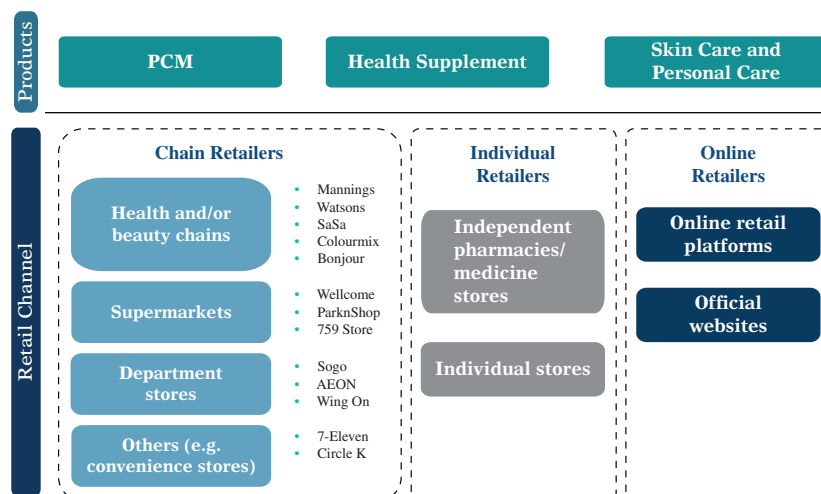 Products
PCM
Health Supplement
Skin Care and
Personal Care
Retail Channel
Chain Retailers
Health and/or
beauty chains
• Mannings
• Watsons
• SaSa
• Colourmix
• Bonjour
Supermarkets
• Wellcome
• ParknShop
• 759 Store
Department
stores
• Sogo
• AEON
• Wing On
Others (e.g.
convenience stores)
• 7-Eleven
• Circle K
Individual
Retailers
Independent
pharmacies/
medicine
stores
Individual stores
Online
Retailers
Online retail
platforms
Official
websites